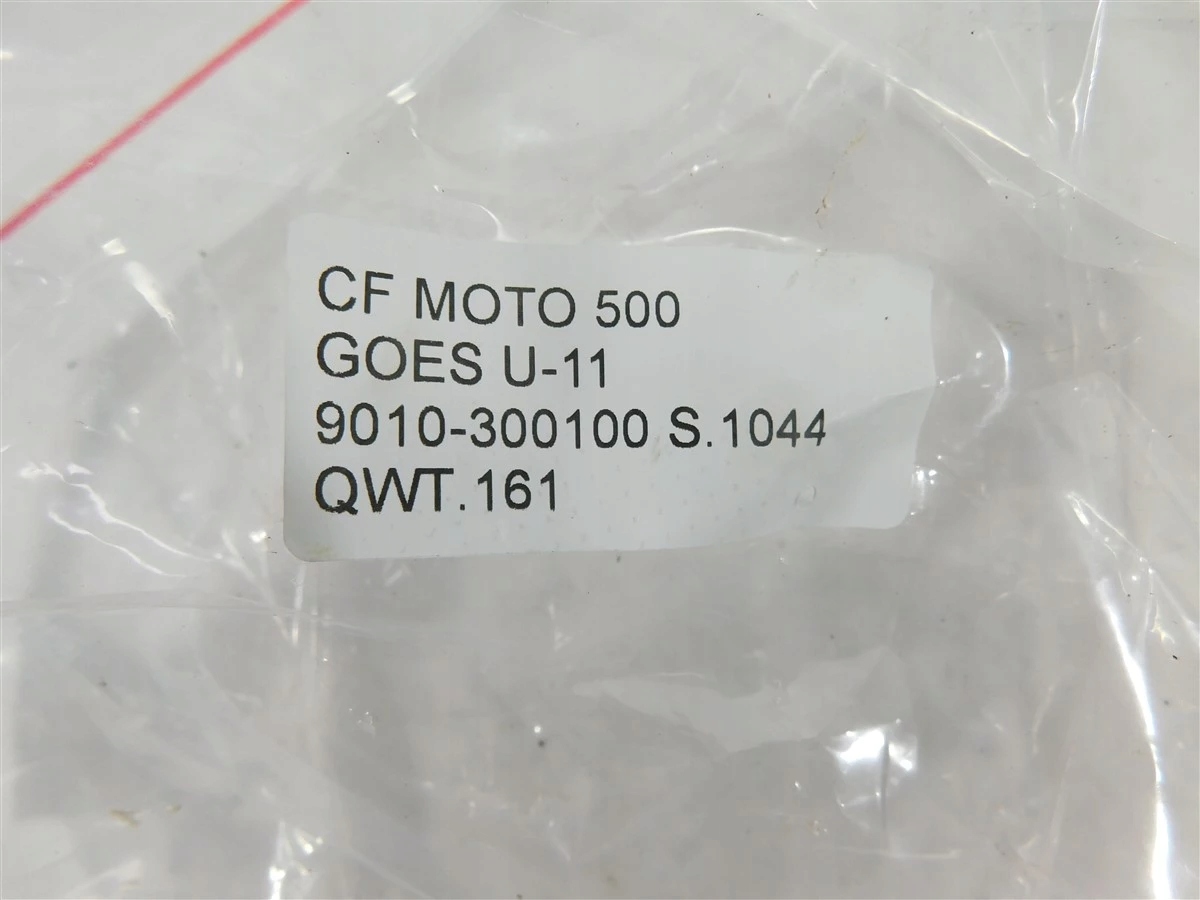 CF MOTO 500
GOES U-11
9010-300100 S.1044
QWT.161